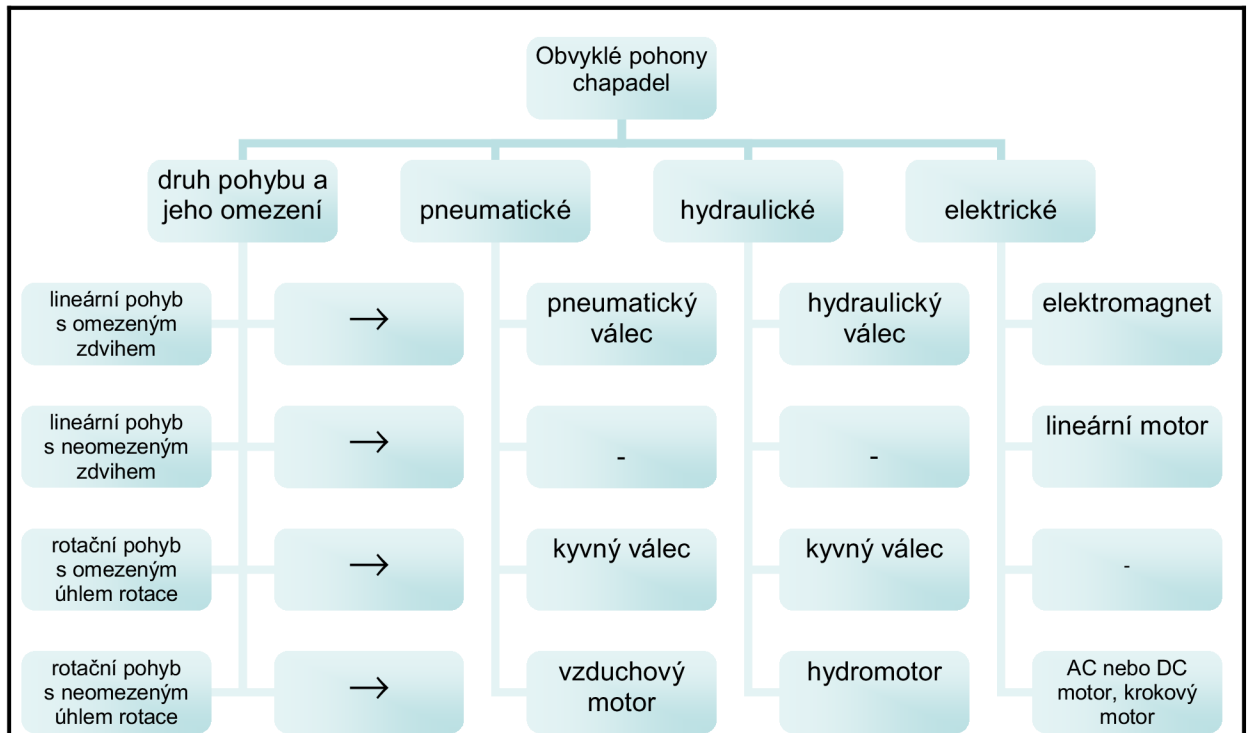 Obvyklé pohony
chapadel
druh pohybu a
jeho omezení
pneumatické
hydraulické
elektrické
lineární pohyb
s omezeným
zdvihem
→
pneumatický
válec
hydraulický
válec
elektromagnet
lineární pohyb
s neomezeným
zdvihem
→
-
-
lineární motor
rotační pohyb
s omezeným
úhlem rotace
→
kyvný válec
kyvný válec
-
rotační pohyb
s neomezeným
úhlem rotace
→
vzduchový
motor
hydromotor
AC nebo DC
motor, krokový
motor